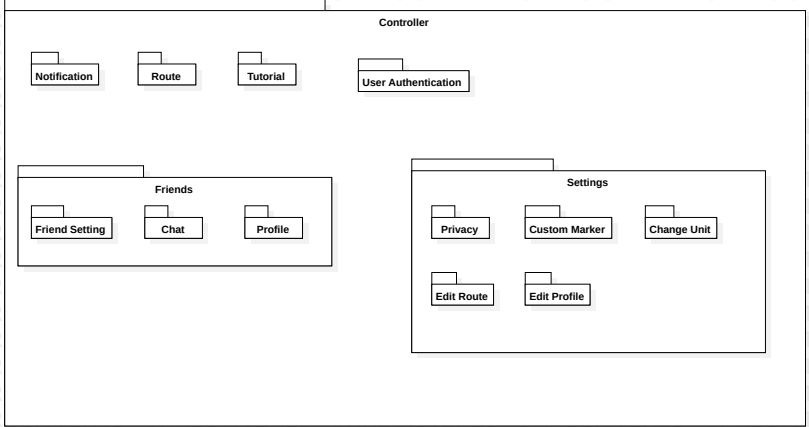 Controller
Notification
Route
Tutorial
User Authentication
Friends
Friend Setting
Chat
Profile
Settings
Privacy
Custom Marker
Change Unit
Edit Route
Edit Profile